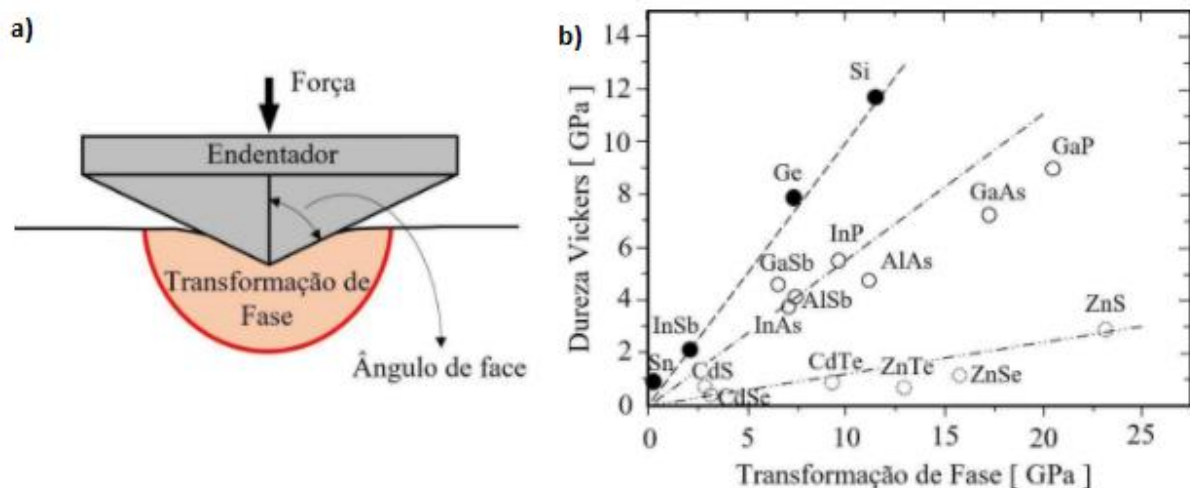 a)
Força
Endentador
Transformação de
Fase
Ângulo de face
b)
Dureza Vickers [ GPa ]
14
12
10
8
6
4
2
0
Si
Ge
GaP
GaAs
InP
GaSb
AlAs
AlSb
InAs
InSb
Sn
CdS
CdSe
CdTe
ZnTe
ZnSe
ZnS
0 5 10 15 20 25
Transformação de Fase [ GPa ]